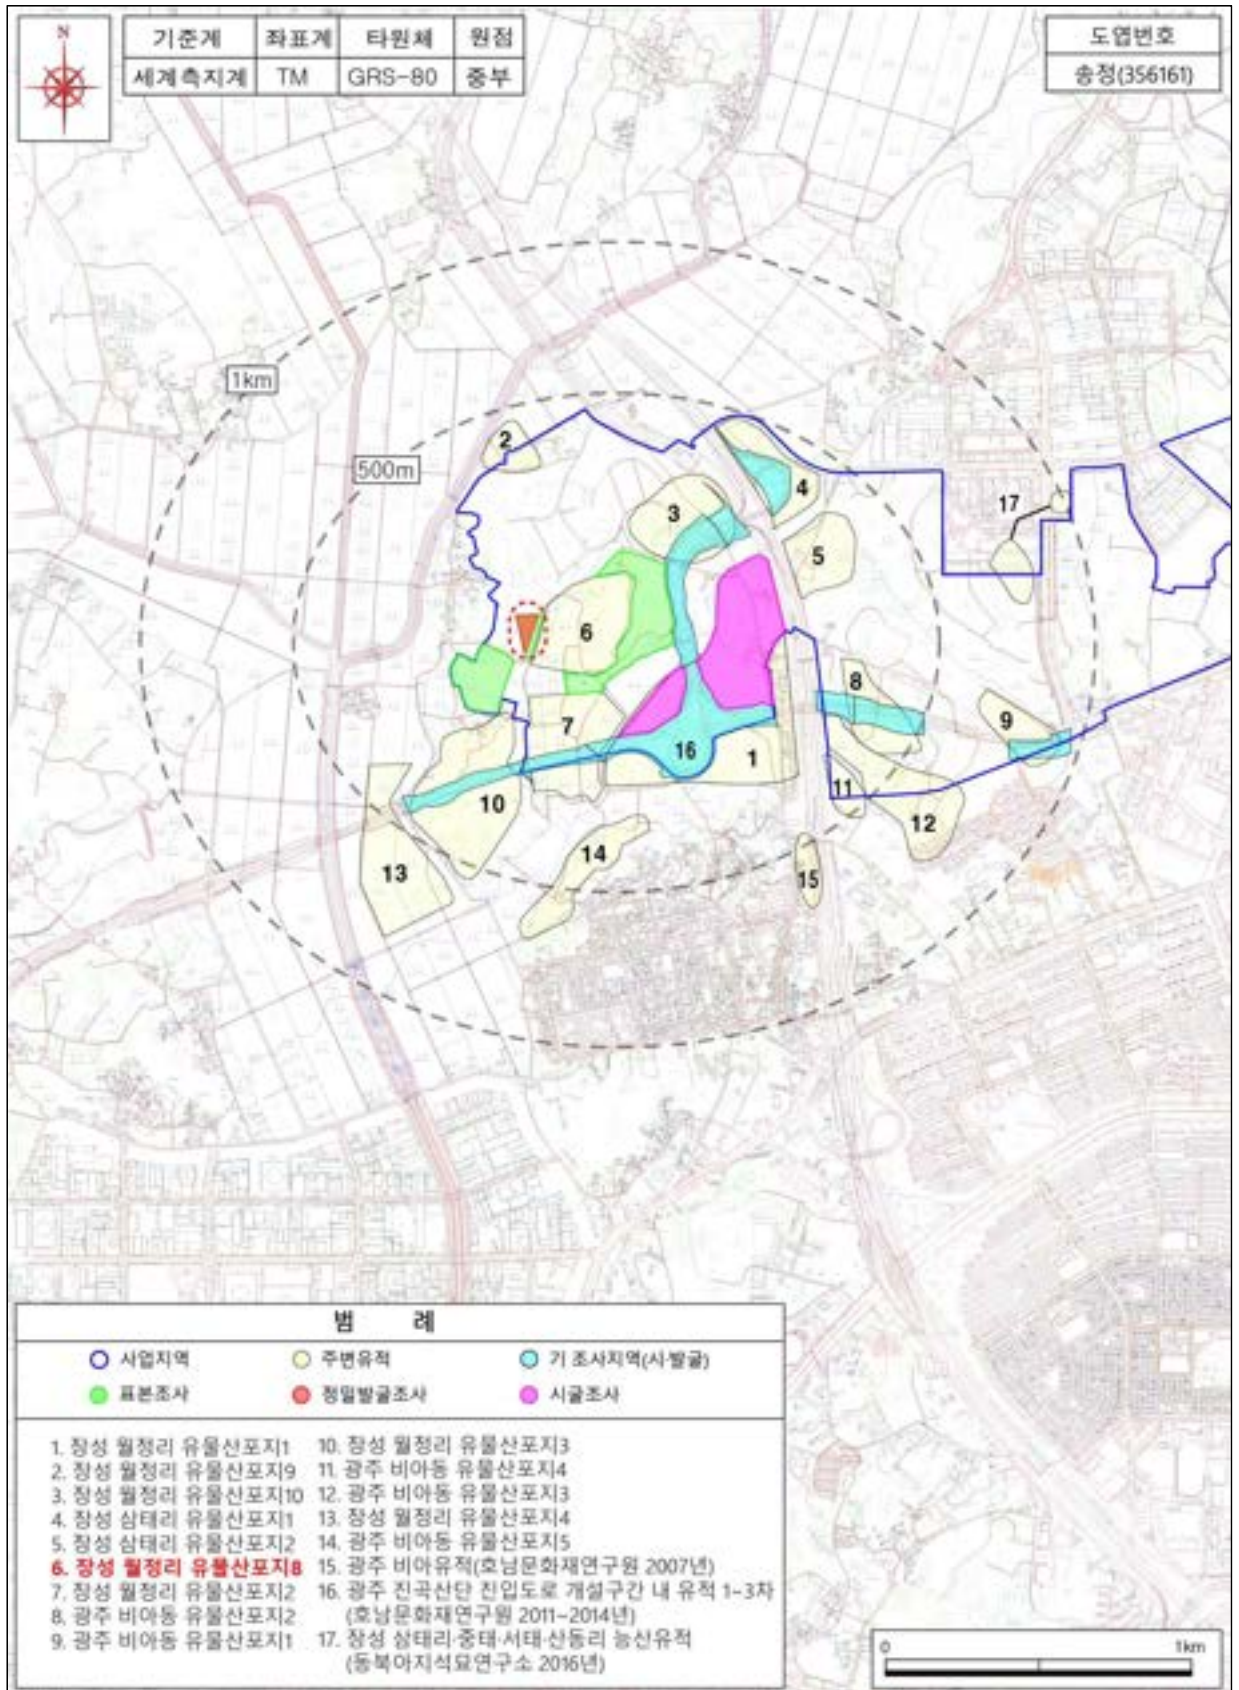 N
기준계 좌표계 타원체 원점
세계측지계 TM GRS-80 중부
도엽번호
송정(356161)
1km
500m
2
3
4
17
5
6
8
7
9
16
1
10
11
12
14
13
15
범 례
사업지역 주변유적 기 조사지역(시·발굴)
표본조사 정밀발굴조사 시굴조사
1. 장성 월정리 유물산포지1
2. 장성 월정리 유물산포지9
3. 장성 월정리 유물산포지10
4. 장성 삼태리 유물산포지1
5. 장성 삼태리 유물산포지2
6. 장성 월정리 유물산포지8
7. 장성 월정리 유물산포지2
8. 광주 비아동 유물산포지2
9. 광주 비아동 유물산포지1
10. 장성 월정리 유물산포지3
11. 광주 비아동 유물산포지4
12. 광주 비아동 유물산포지3
13. 장성 월정리 유물산포지4
14. 광주 비아동 유물산포지5
15. 광주 비아유적(호남문화재연구원 2007년)
16. 광주 진곡산단 진입도로 개설구간 내 유적 1~3차
(호남문화재연구원 2011~2014년)
17. 장성 삼태리·중태·서태·산동리 능산유적
(동북아지석묘연구소 2016년)
0 1km